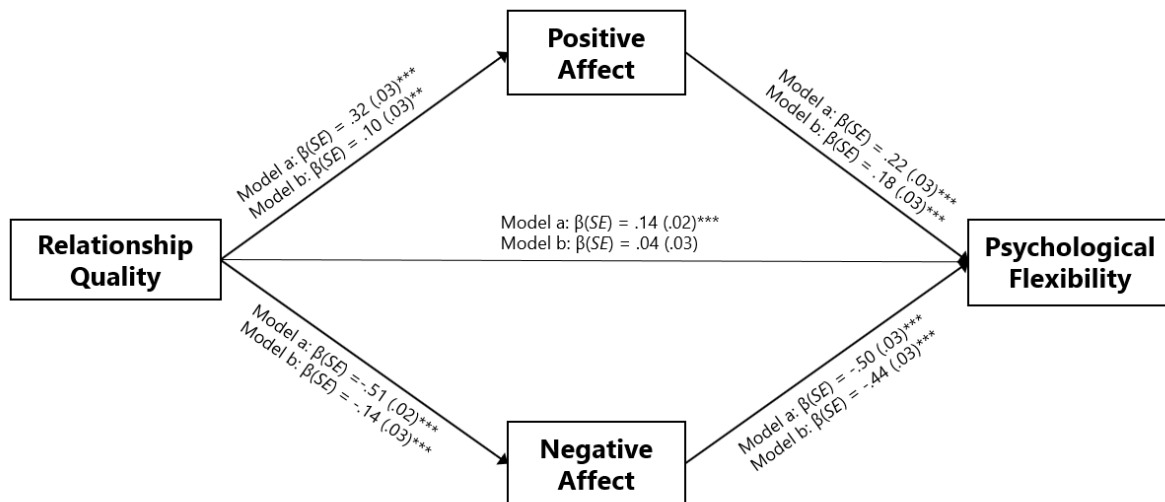 Positive
Affect
Model a: β(SE) = .32 (.03)***
Model b: β(SE) = .10 (.03)**
Model a: β(SE) = .22 (.03)***
Model b: β(SE) = .18 (.03)***
Relationship
Quality
Model a: β(SE) = .14 (.02)***
Model b: β(SE) = .04 (.03)
Psychological
Flexibility
Model a: β(SE) =-.51 (.02)***
Model b: β(SE) = -.14 (.03)***
Model a: β(SE) = -.50 (.03)***
Model b: β(SE) = -.44 (.03)***
Negative
Affect